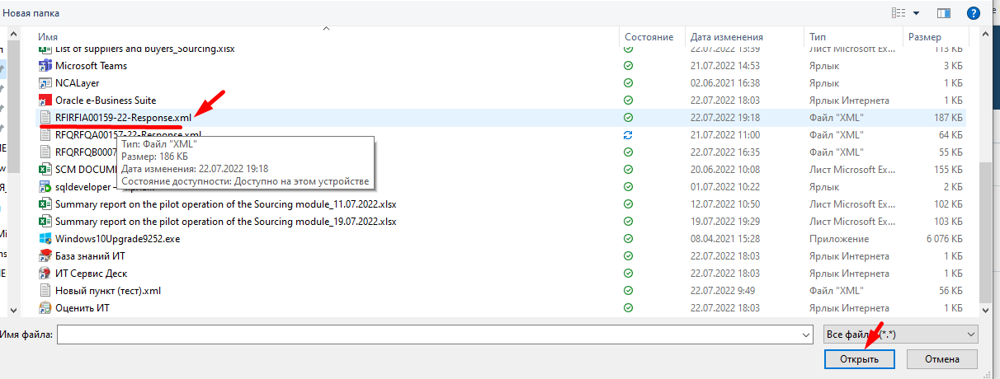 Новая папка
Имя Состояние Дата изменения Тип Размер
List of suppliers and buyers_Sourcing.xlsx 22.07.2022 13:39 Лист Microsoft Ex... 113 КБ
Microsoft Teams 21.07.2022 14:53 Ярлык 3 КБ
NCALayer 02.06.2021 16:38 Ярлык 1 КБ
Oracle e-Business Suite 22.07.2022 18:03 Ярлык Интернета 1 КБ
RFIRFIA00159-22-Response.xml 22.07.2022 19:18 Файл "XML" 187 КБ
RFQRFQA00157-22-Response.xml 21.07.2022 11:00 Файл "XML" 64 КБ
RFQRFQB0007 22.07.2022 16:35 Файл "XML" 55 КБ
SCM DOCUM 20.06.2022 10:08 Лист Microsoft Ex... 155 КБ
sqldeveloper 01.07.2022 10:22 Ярлык 2 КБ
Тип: Файл "XML"
Размер: 186 КБ
Дата изменения: 22.07.2022 19:18
Состояние доступности: Доступно на этом устройстве
Summary report on the pilot operation of the Sourcing module_11.07.2022.xlsx 12.07.2022 10:50 Лист Microsoft Ex... 102 КБ
Summary report on the pilot operation of the Sourcing module_19.07.2022.xlsx 19.07.2022 19:29 Лист Microsoft Ex... 103 КБ
Windows10Upgrade9252.exe 08.04.2021 15:28 Приложение 6 076 КБ
База знаний ИТ 22.07.2022 18:03 Ярлык Интернета 1 КБ
ИТ Сервис Деск 22.07.2022 18:03 Ярлык Интернета 1 КБ
Новый пункт (тест).xml 22.07.2022 9:49 Файл "XML" 56 КБ
Оценить ИТ 22.07.2022 18:03 Ярлык Интернета 1 КБ
Имя файла: Все файлы (*.*)
Открыть Отмена